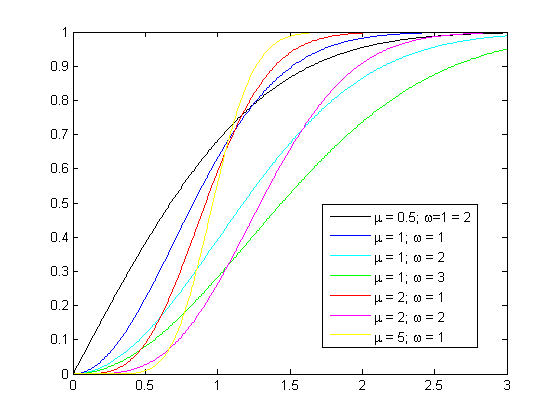 1
0.9
0.8
0.7
0.6
0.5
0.4
0.3
0.2
0.1
0
0 0.5 1 1.5 2 2.5 3
μ = 0.5; ω=1 = 2
μ = 1; ω = 1
μ = 1; ω = 2
μ = 1; ω = 3
μ = 2; ω = 1
μ = 2; ω = 2
μ = 5; ω = 1